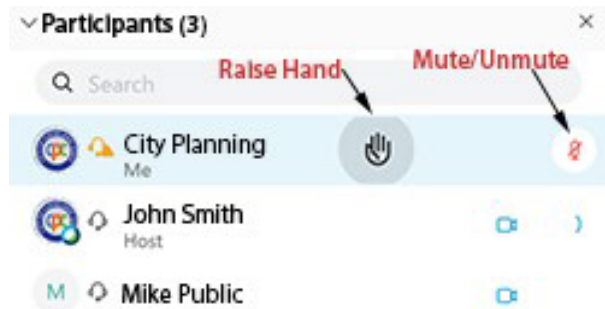 Participants (3)
Search
Raise Hand
Mute/Unmute
City Planning
Me
John Smith
Host
M
Mike Public